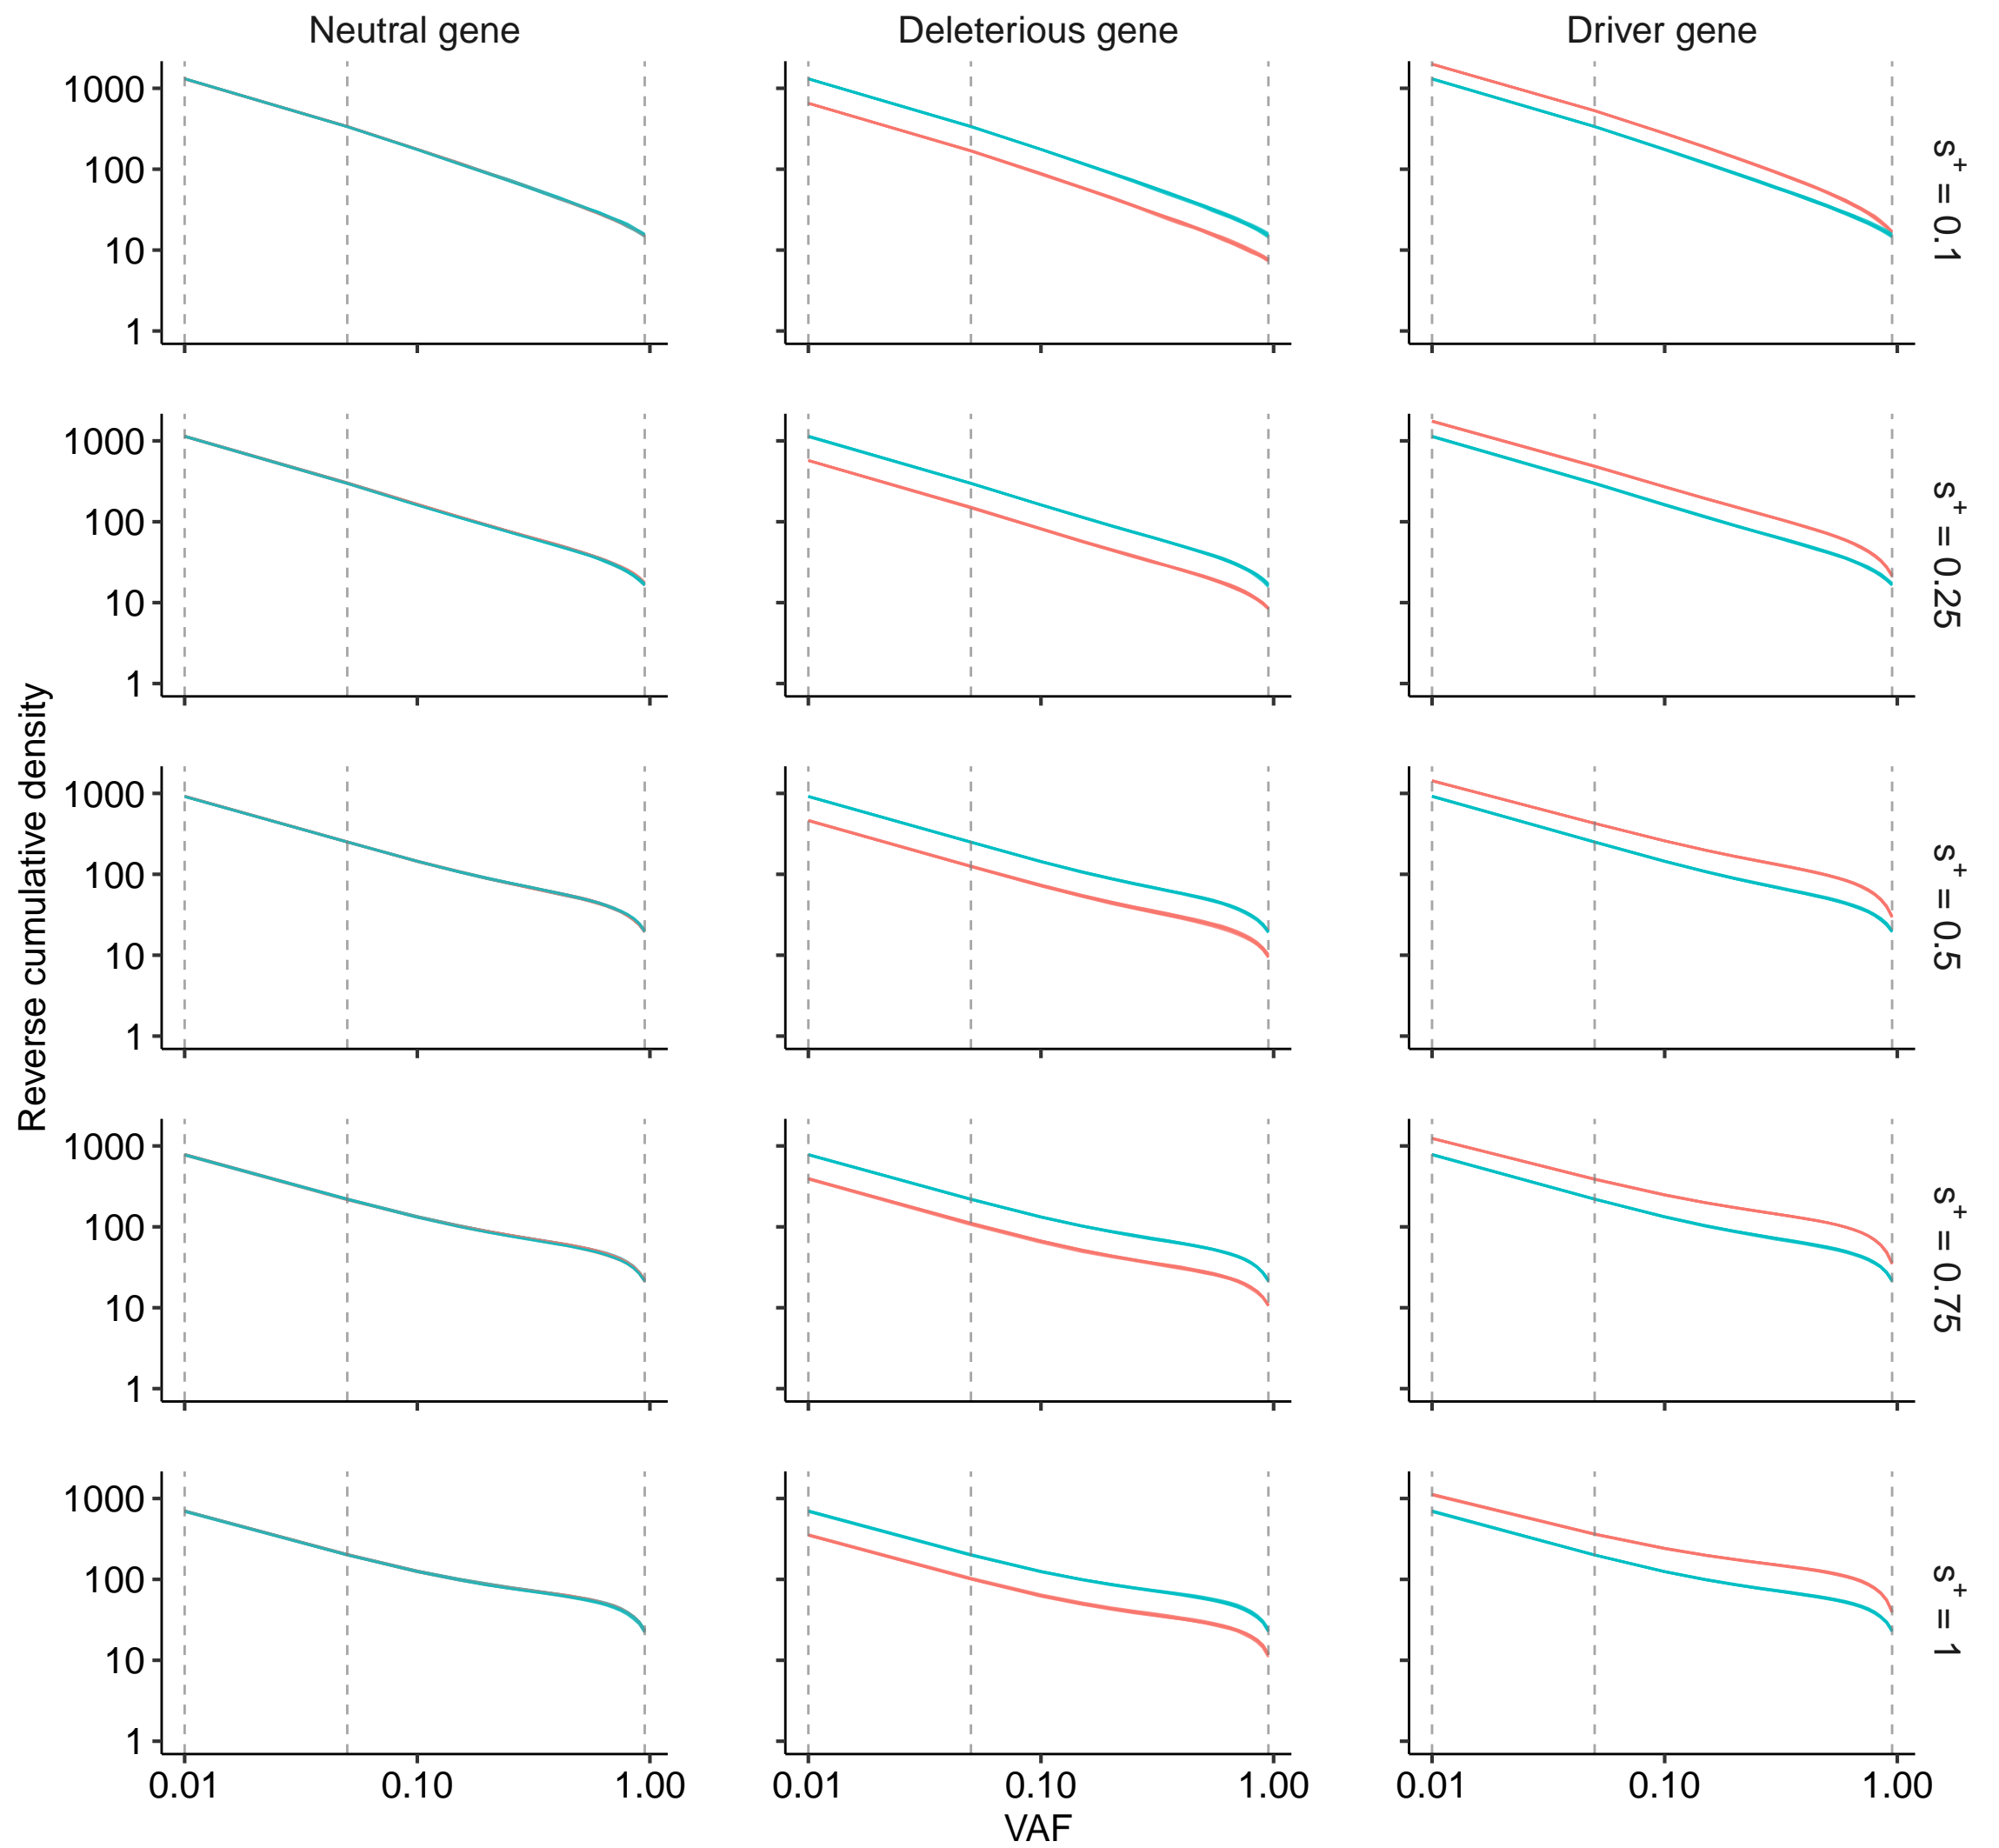 Neutral gene
Deleterious gene
Driver gene
1000
100
10
1
s⁺ = 0.1
1000
100
10
1
s⁺ = 0.25
Reverse cumulative density
1000
100
10
1
s⁺ = 0.5
1000
100
10
1
s⁺ = 0.75
1000
100
10
1
s⁺ = 1
0.01 0.10 1.00
0.01 0.10 1.00
0.01 0.10 1.00
VAF